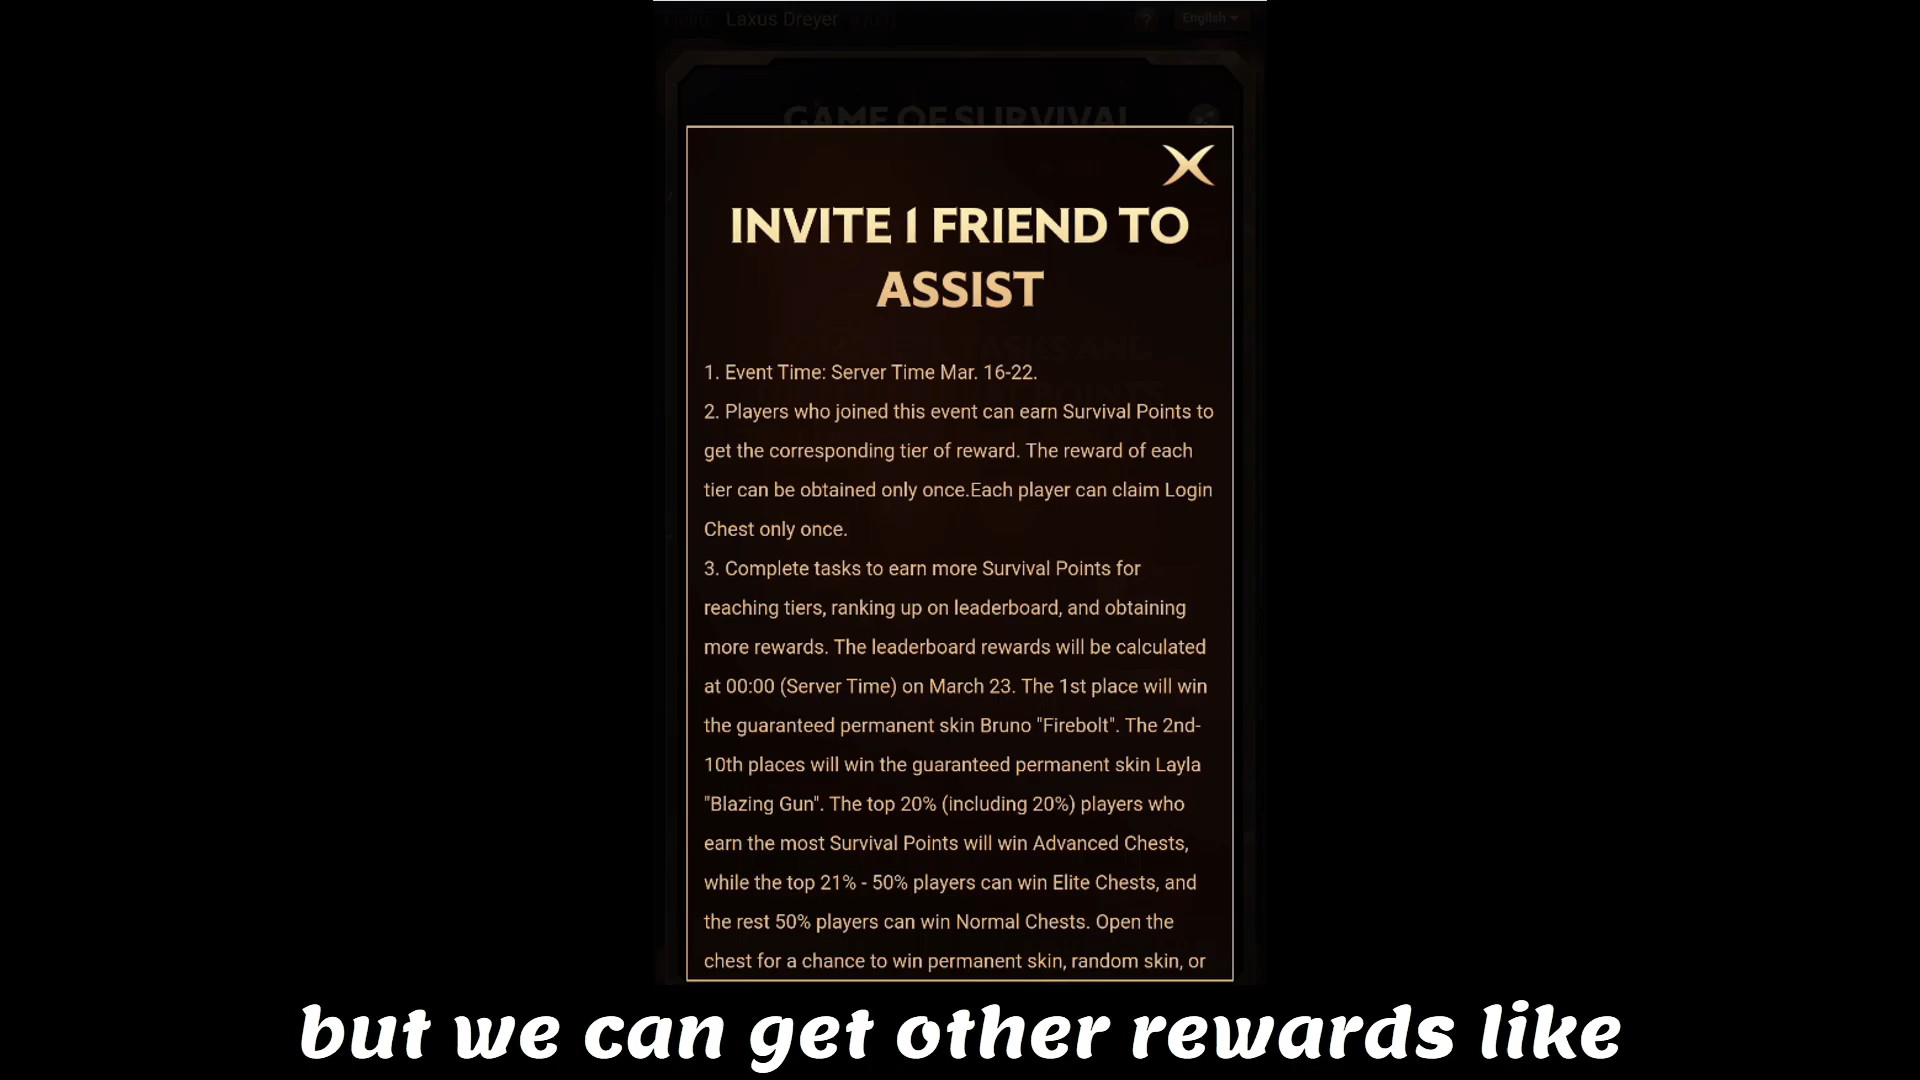 Laxus Dreyer
English
GAME OF SURVIVAL
INVITE 1 FRIEND TO
ASSIST
1. Event Time: Server Time Mar. 16-22.
2. Players who joined this event can earn Survival Points to
get the corresponding tier of reward. The reward of each
tier can be obtained only once.Each player can claim Login
Chest only once.
3. Complete tasks to earn more Survival Points for
reaching tiers, ranking up on leaderboard, and obtaining
more rewards. The leaderboard rewards will be calculated
at 00:00 (Server Time) on March 23. The 1st place will win
the guaranteed permanent skin Bruno "Firebolt". The 2nd-
10th places will win the guaranteed permanent skin Layla
"Blazing Gun". The top 20% (including 20%) players who
earn the most Survival Points will win Advanced Chests,
while the top 21% - 50% players can win Elite Chests, and
the rest 50% players can win Normal Chests. Open the
chest for a chance to win permanent skin, random skin, or
but we can get other rewards like